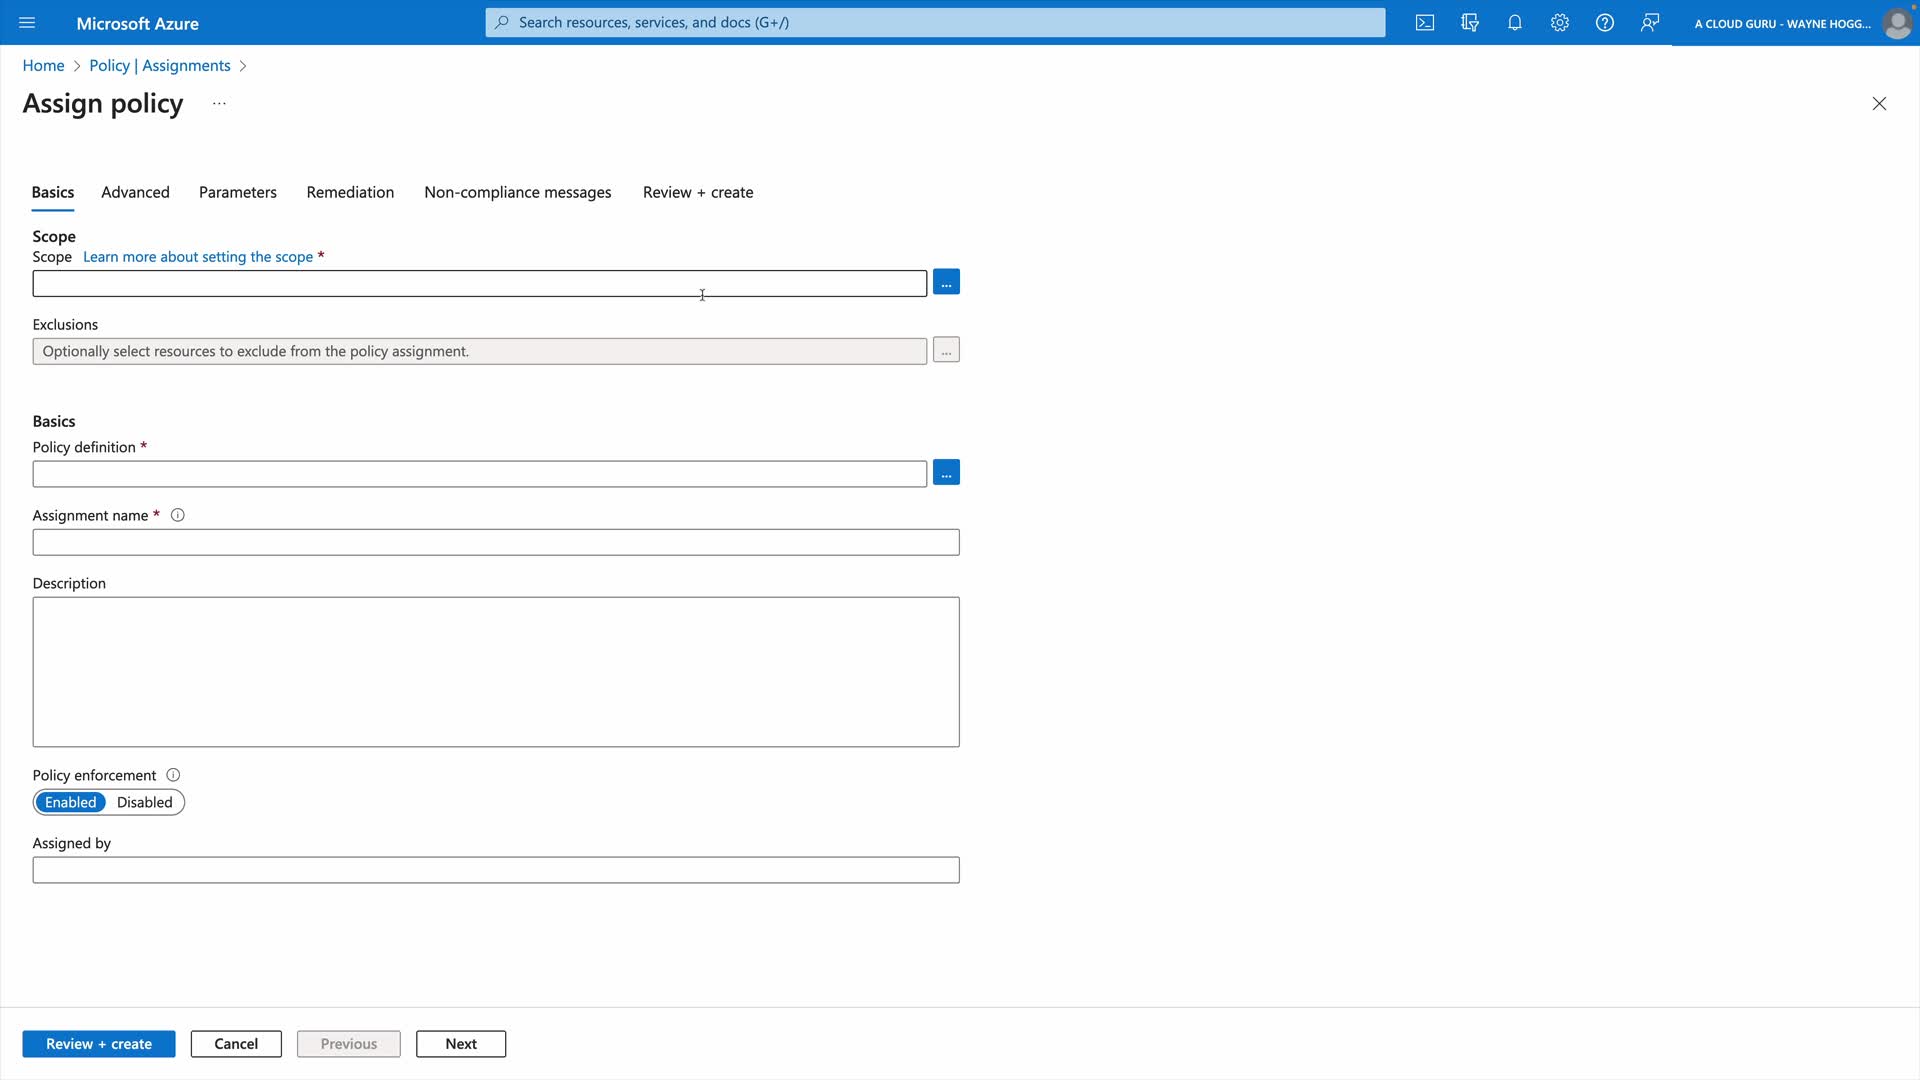 Microsoft Azure
Search resources, services, and docs (G+/)
A CLOUD GURU - WAYNE HOGG...
Home > Policy | Assignments >
Assign policy ...
Basics Advanced Parameters Remediation Non-compliance messages Review + create
Scope
Scope Learn more about setting the scope *
...
Exclusions
Optionally select resources to exclude from the policy assignment.
...
Basics
Policy definition *
...
Assignment name *
Description
Policy enforcement
Enabled Disabled
Assigned by
Review + create Cancel Previous Next